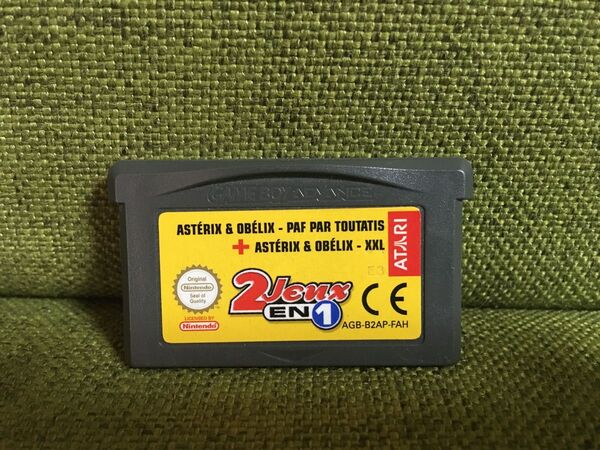 GAME BOY ADVANCE
ASTÉRIX & OBÉLIX - PAF PAR TOUTATIS
+ ASTÉRIX & OBÉLIX - XXL
ATARI
E3
Original
Nintendo
Seal of
Quality
LICENSED BY
Nintendo
2 Jeux
EN 1
CE
AGB-B2AP-FAH